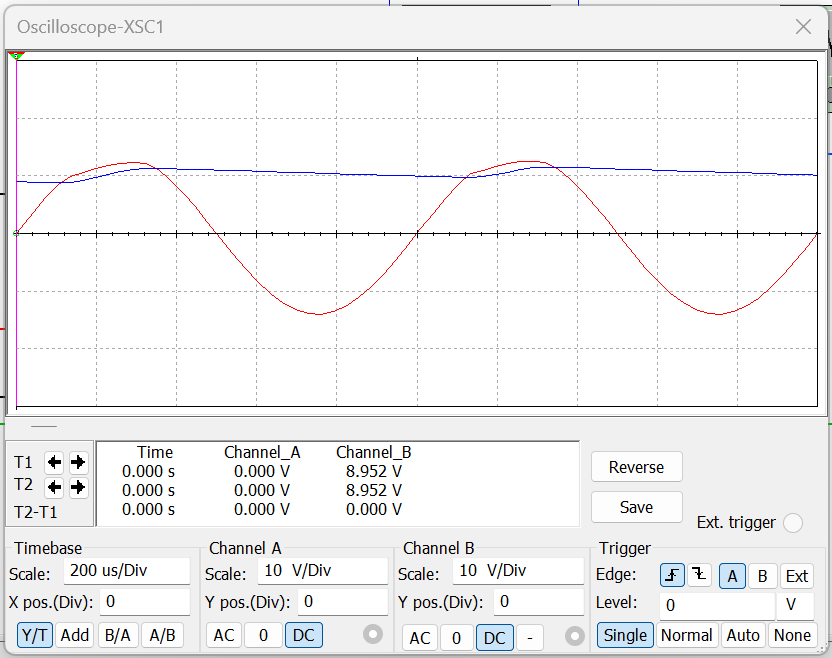 Oscilloscope-XSC1
Time Channel_A Channel_B
T1 0.000 s 0.000 V 8.952 V
T2 0.000 s 0.000 V 8.952 V
T2-T1 0.000 s 0.000 V 0.000 V
Reverse
Save
Ext. trigger
Timebase
Scale: 200 us/Div
X pos.(Div): 0
Y/T Add B/A A/B
Channel A
Scale: 10 V/Div
Y pos.(Div): 0
AC 0 DC
Channel B
Scale: 10 V/Div
Y pos.(Div): 0
AC 0 DC -
Trigger
Edge: A B Ext
Level: 0 V
Single Normal Auto None